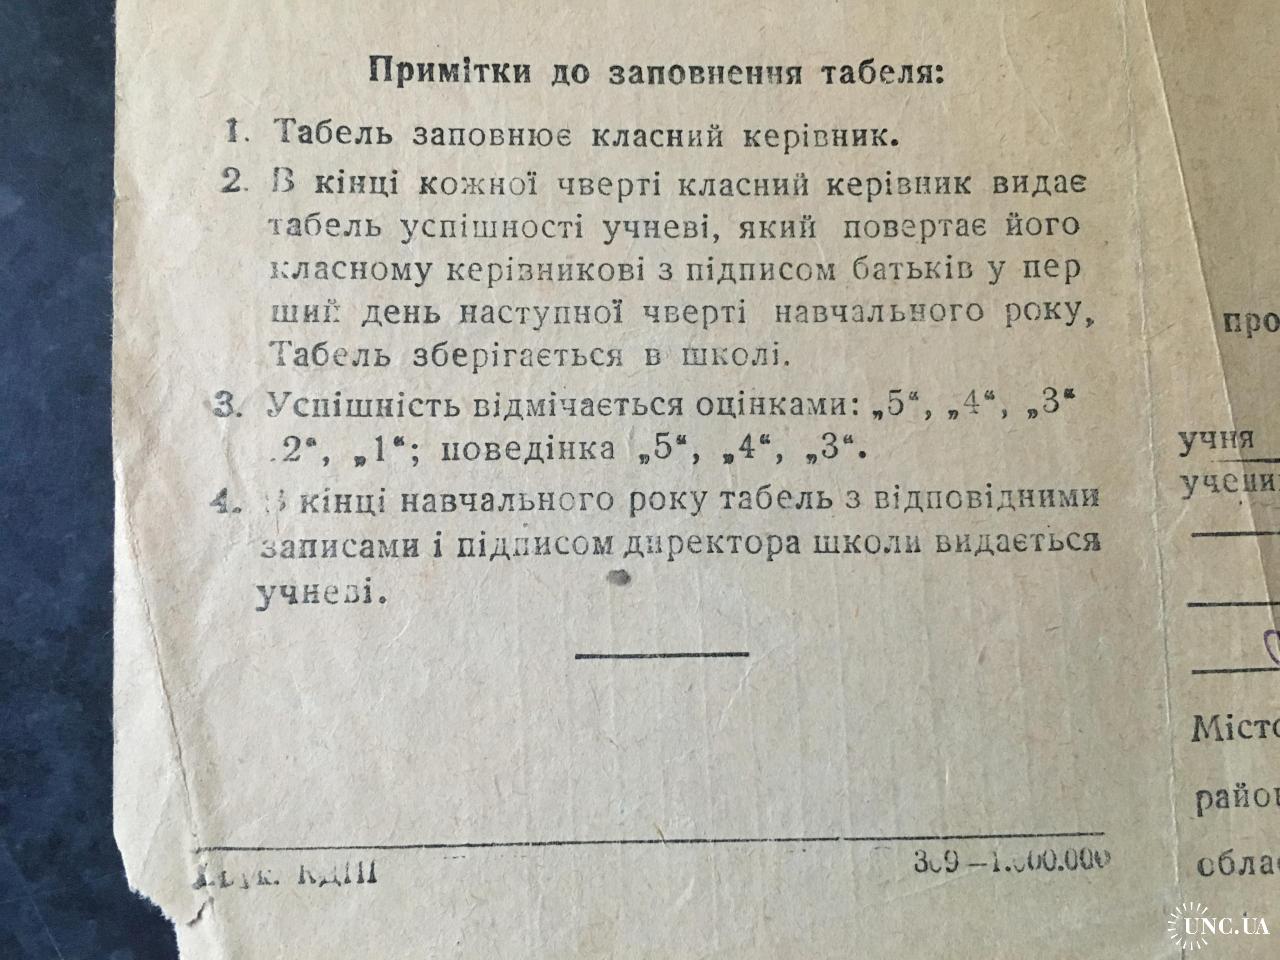 Примітки до заповнення табеля:
1. Табель заповнює класний керівник.
2. В кінці кожної чверті класний керівник видає
табель успішності учневі, який повертає його
класному керівникові з підписом батьків у пер
ший день наступної чверті навчального року,
Табель зберігається в школі.
3. Успішність відмічається оцінками: „5“, „4“, „3“
„2“, „1“; поведінка „5“, „4“, „3“.
4. В кінці навчального року табель з відповідними
записами і підписом директора школи видається
учневі.
про
учня
учени
Місто
район
облас
UNC.UA